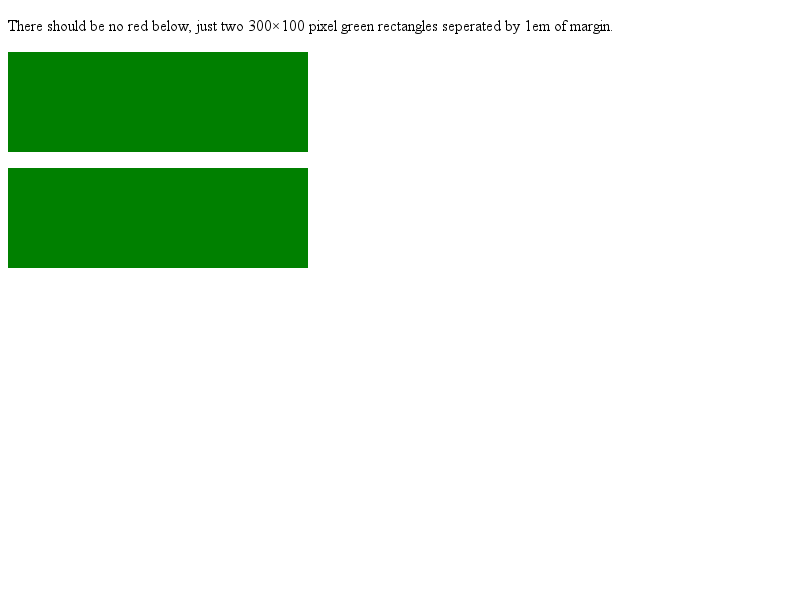 There should be no red below, just two 300×100 pixel green rectangles seperated by 1em of margin.